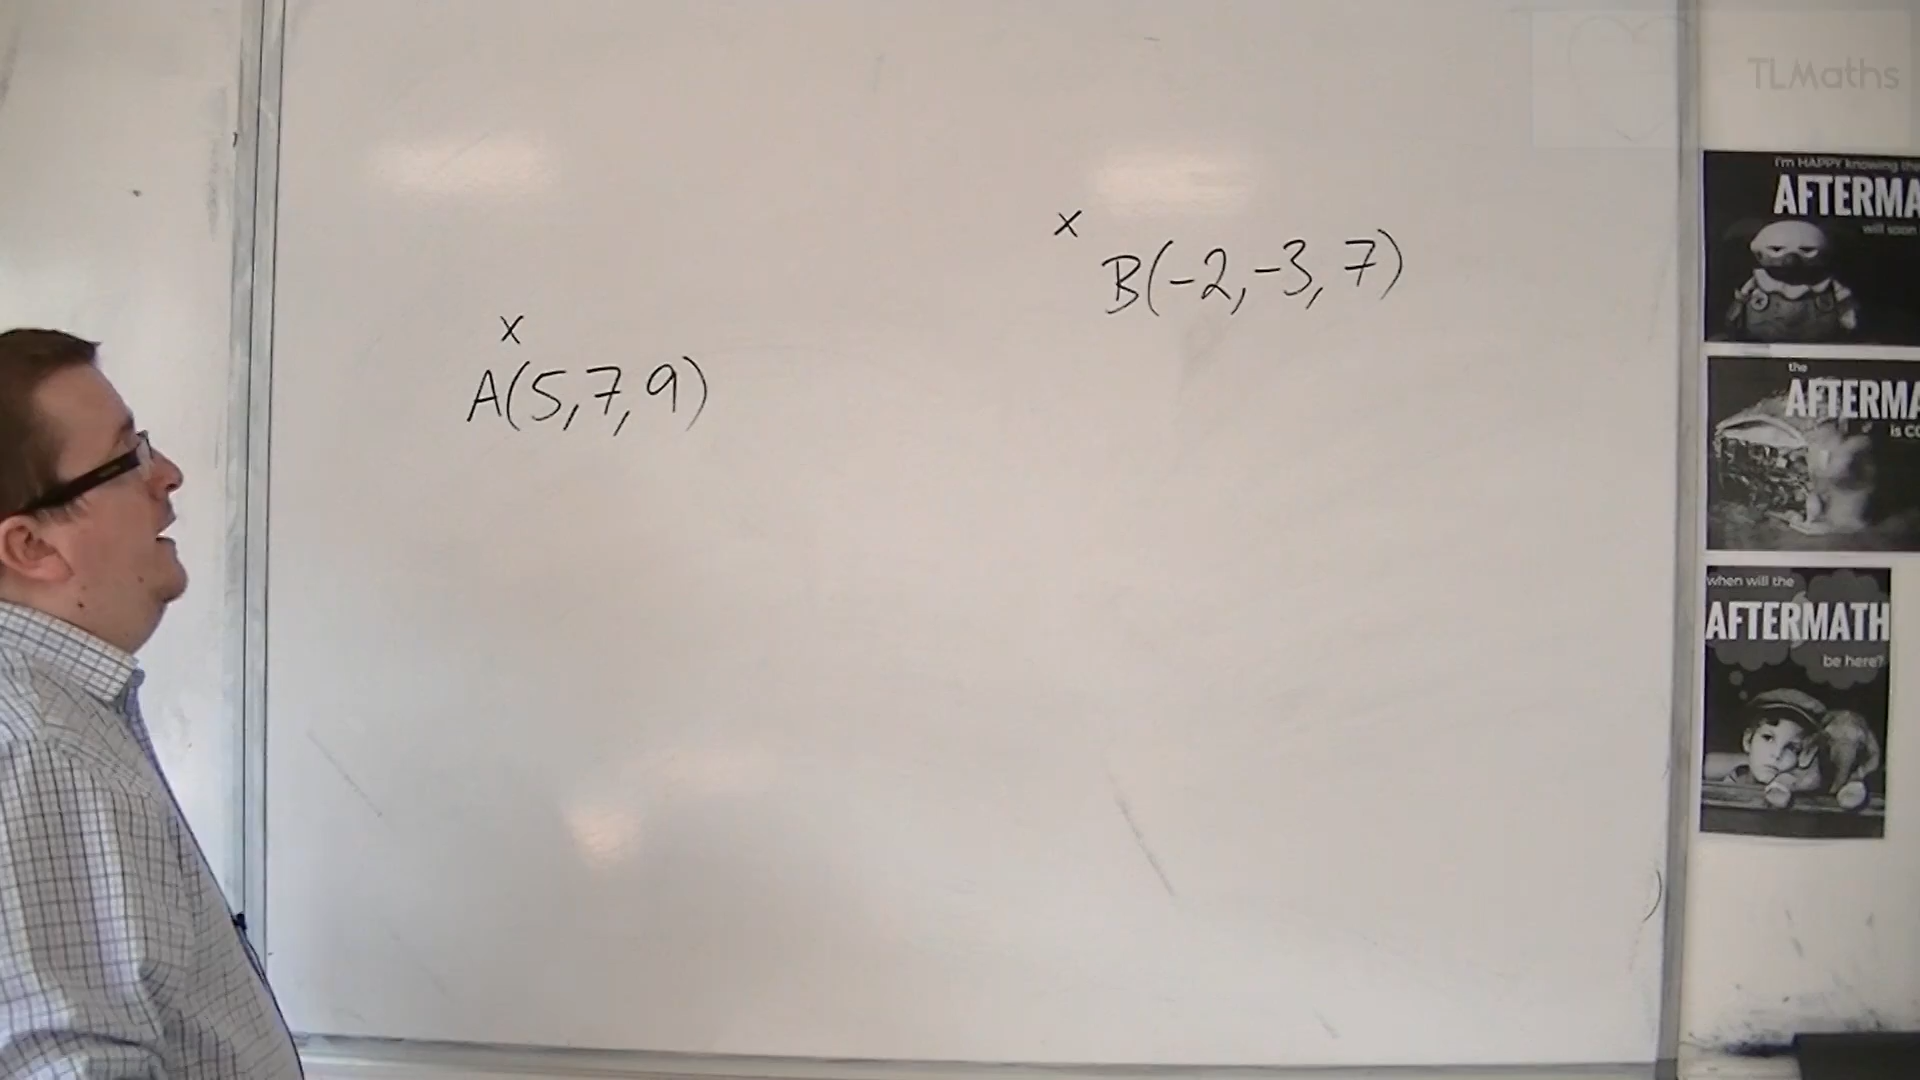 TLMaths
I'm HAPPY knowing the
AFTERMA
will soon
x
B(-2,-3,7)
x
A(5,7,9)
the
AFTERMA
is CO
when will the
AFTERMATH
be here?